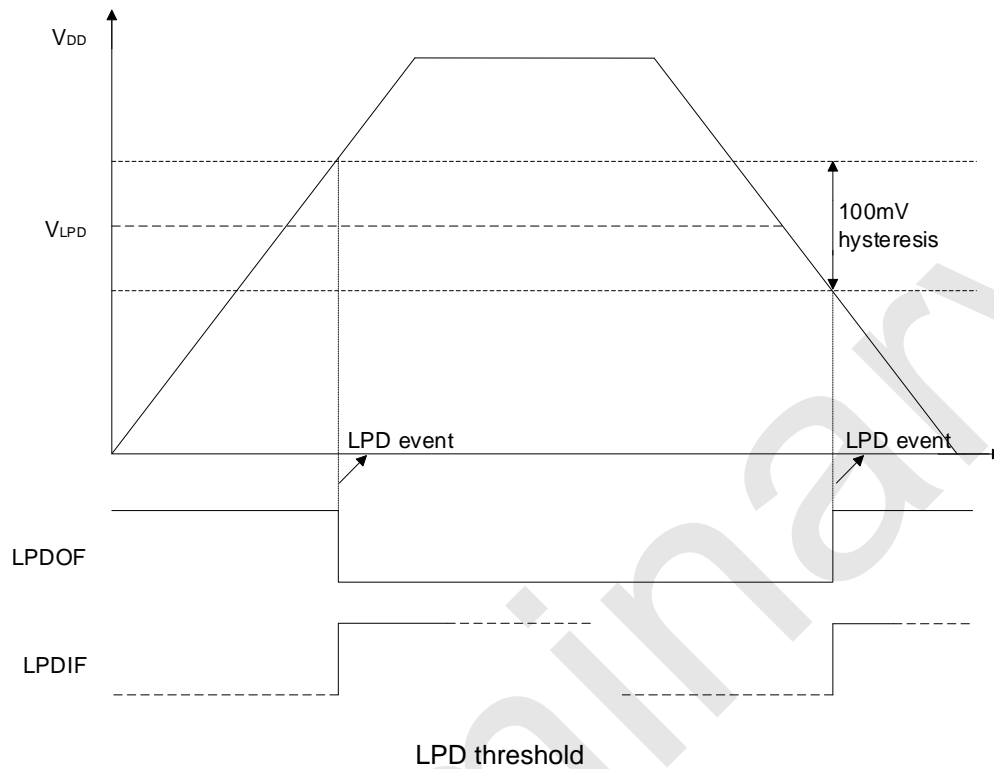 VDD
VLPD
100mV
hysteresis
LPD event
LPD event
LPDOF
LPDIF
LPD threshold